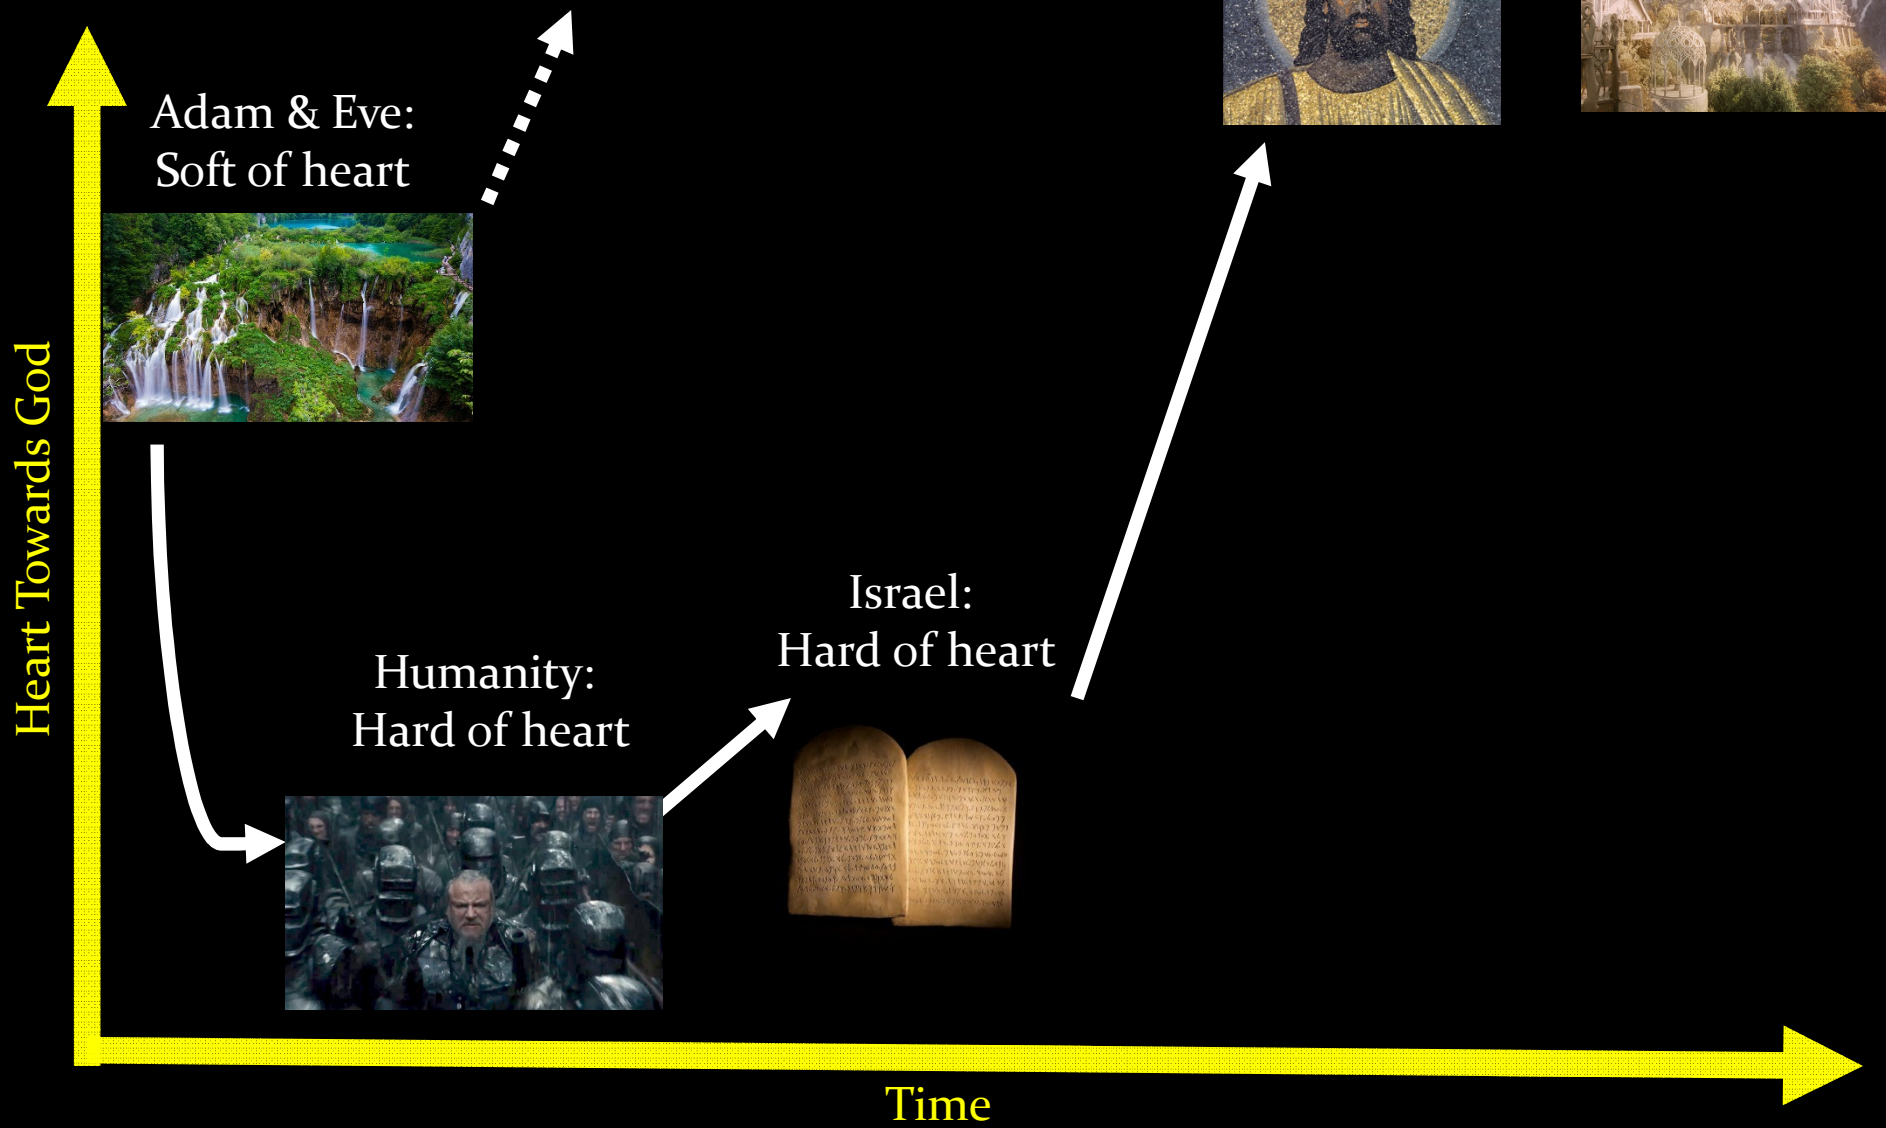 Adam & Eve:
Soft of heart
Heart Towards God
Israel:
Hard of heart
Humanity:
Hard of heart
Time